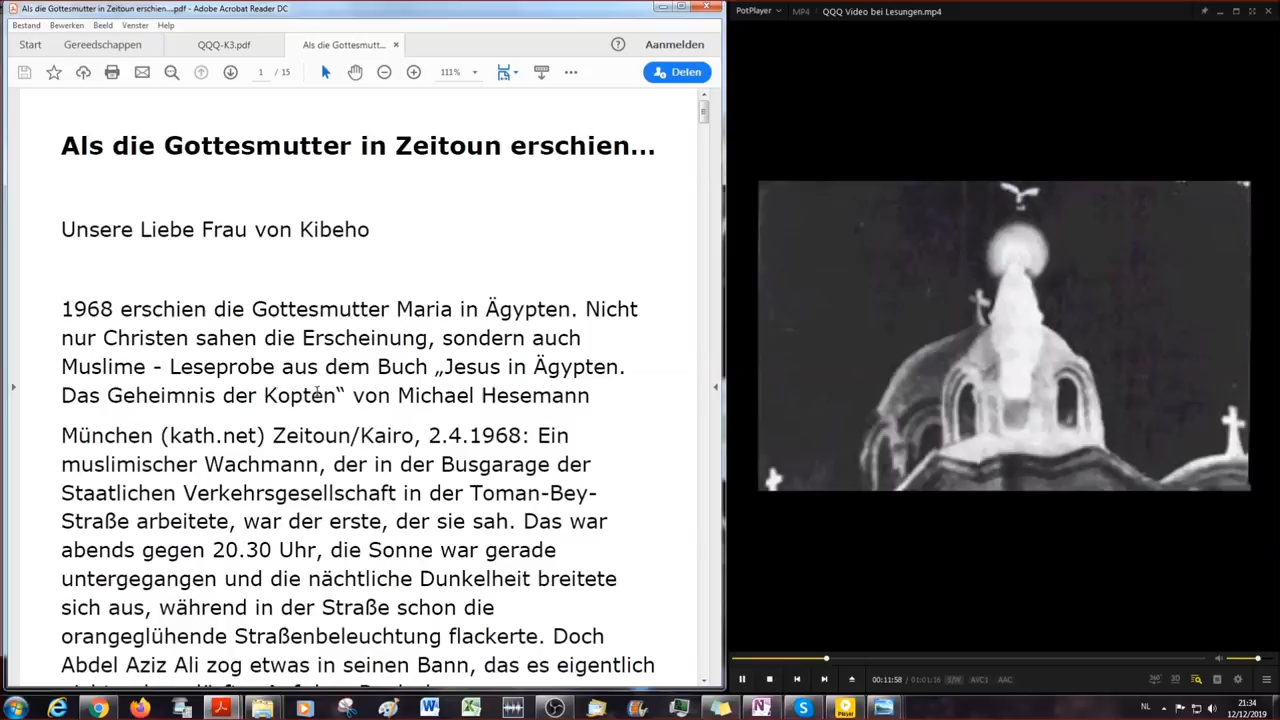 Als die Gottesmutter in Zeitoun erschien....pdf - Adobe Acrobat Reader DC
Bestand Bewerken Beeld Venster Help
Start Gereedschappen QQQ-K3.pdf Als die Gottesmutt... × Aanmelden
1 / 15 111% Delen
Als die Gottesmutter in Zeitoun erschien...
Unsere Liebe Frau von Kibeho
1968 erschien die Gottesmutter Maria in Ägypten. Nicht
nur Christen sahen die Erscheinung, sondern auch
Muslime - Leseprobe aus dem Buch „Jesus in Ägypten.
Das Geheimnis der Kopten“ von Michael Hesemann
München (kath.net) Zeitoun/Kairo, 2.4.1968: Ein
muslimischer Wachmann, der in der Busgarage der
Staatlichen Verkehrsgesellschaft in der Toman-Bey-
Straße arbeitete, war der erste, der sie sah. Das war
abends gegen 20.30 Uhr, die Sonne war gerade
untergegangen und die nächtliche Dunkelheit breitete
sich aus, während in der Straße schon die
orangeglühende Straßenbeleuchtung flackerte. Doch
Abdel Aziz Ali zog etwas in seinen Bann, das es eigentlich
PotPlayer MP4 QQQ Video bei Lesungen.mp4
00:11:58 S/W AVC1 AAC
360° 3D
NL 21:34
12/12/2019